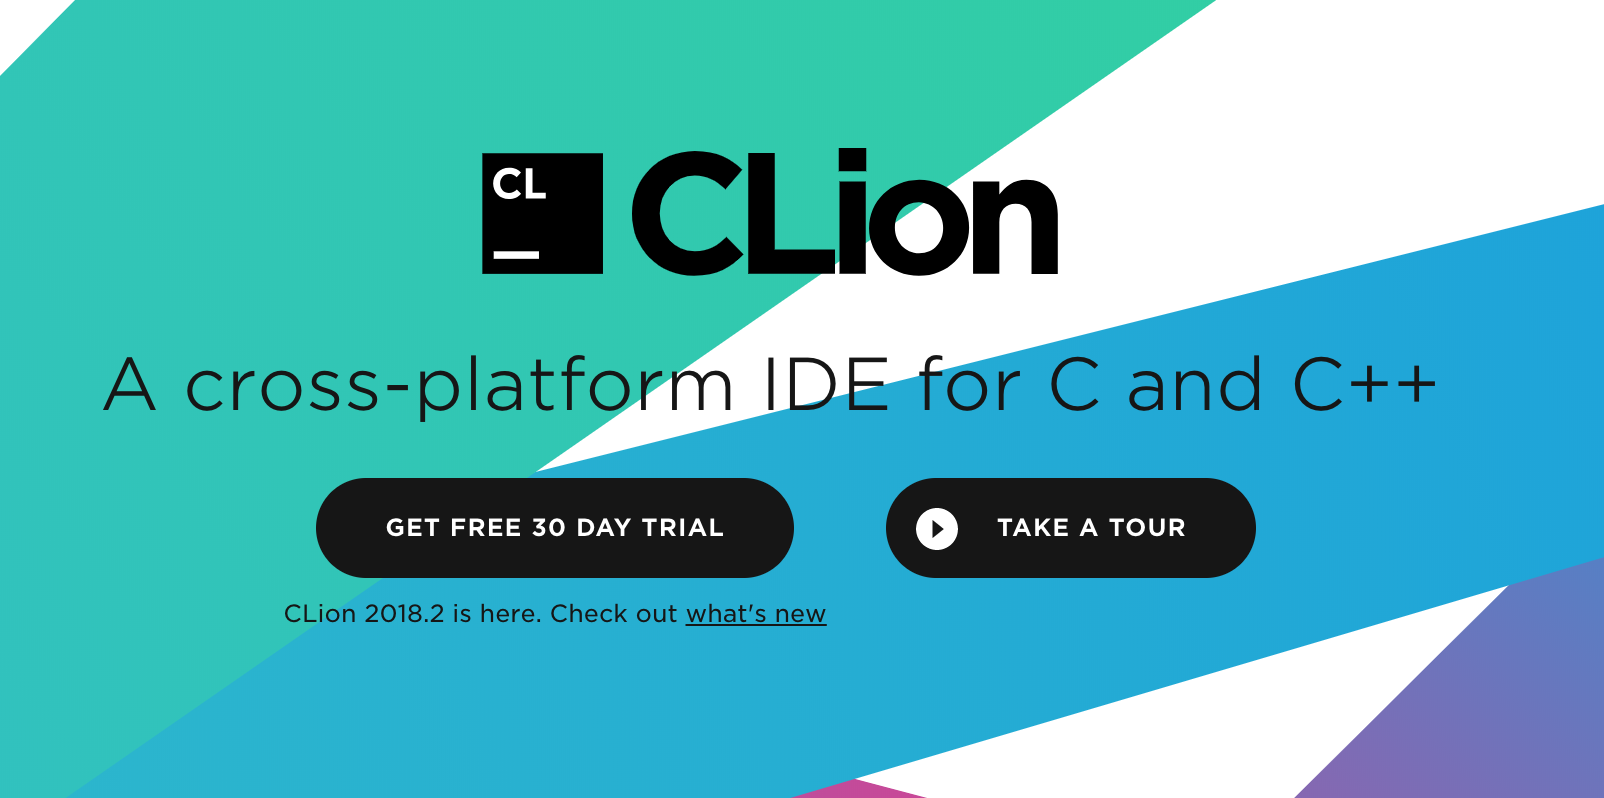 CL
CLion
A cross-platform IDE for C and C++
GET FREE 30 DAY TRIAL
TAKE A TOUR
CLion 2018.2 is here. Check out what's new